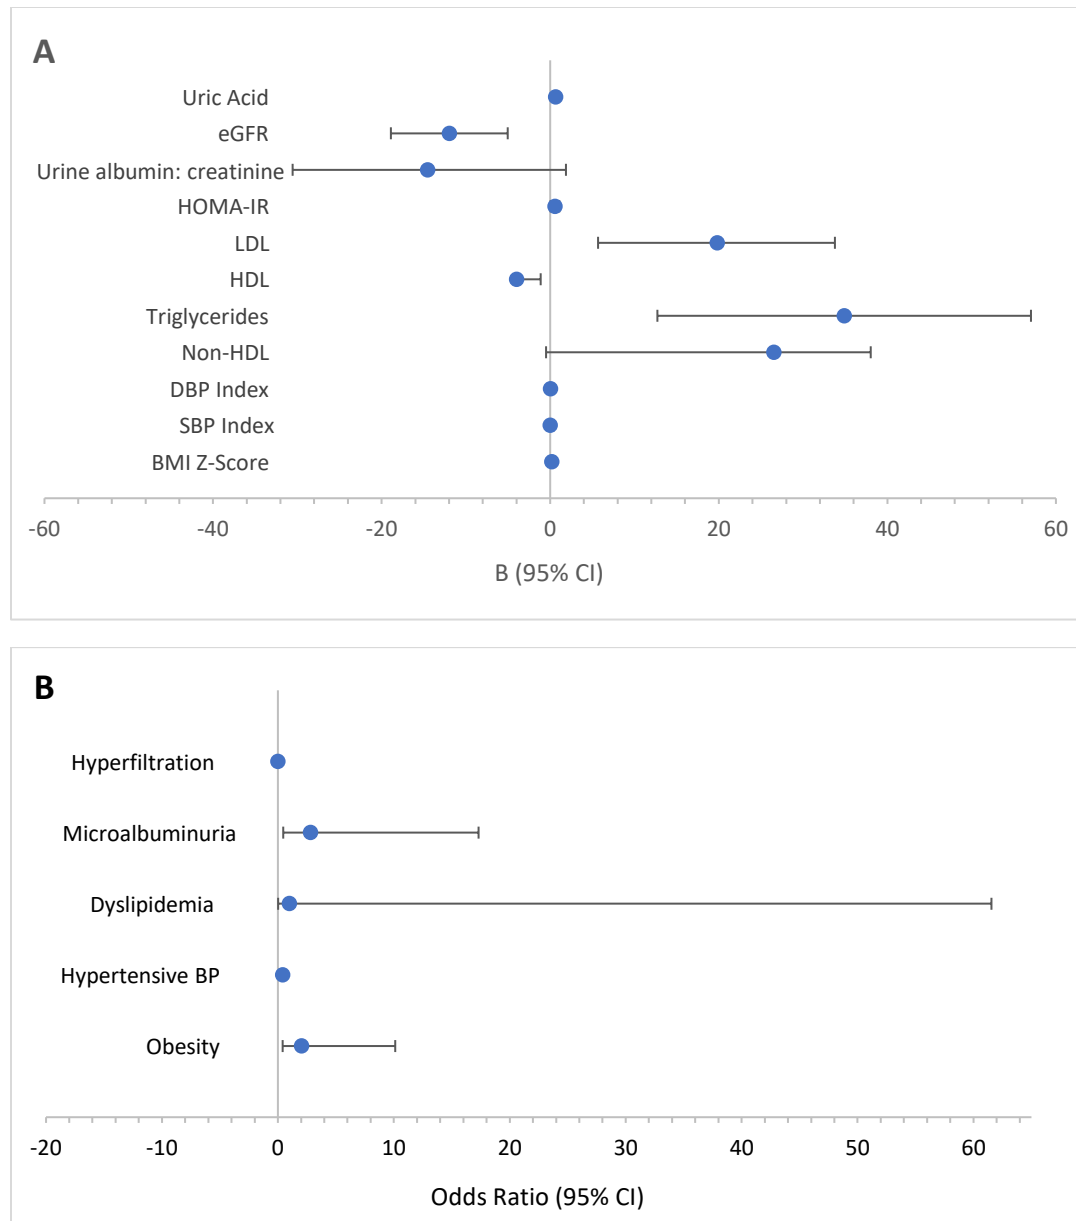 A
Uric Acid
eGFR
Urine albumin: creatinine
HOMA-IR
LDL
HDL
Triglycerides
Non-HDL
DBP Index
SBP Index
BMI Z-Score
-60 -40 -20 0 20 40 60
B (95% CI)
B
Hyperfiltration
Microalbuminuria
Dyslipidemia
Hypertensive BP
Obesity
-20 -10 0 10 20 30 40 50 60
Odds Ratio (95% CI)